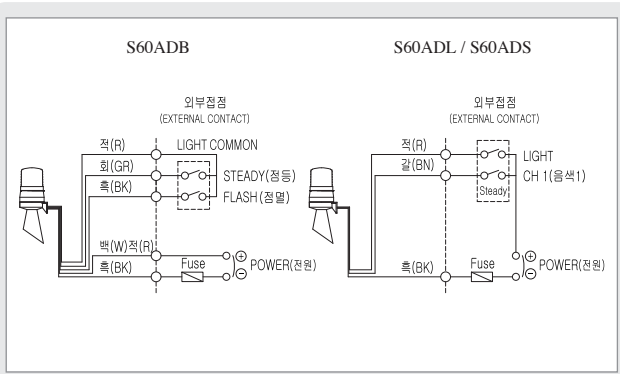 S60ADB
외부접점
(EXTERNAL CONTACT)
적(R)
LIGHT COMMON
회(GR)
STEADY(점등)
흑(BK)
FLASH (점멸)
백(W)적(R)
흑(BK)
Fuse
⊕
⊖
POWER(전원)
S60ADL / S60ADS
외부접점
(EXTERNAL CONTACT)
적(R)
LIGHT
갈(BN)
CH 1(음색1)
Steady
흑(BK)
Fuse
⊕
⊖
POWER(전원)